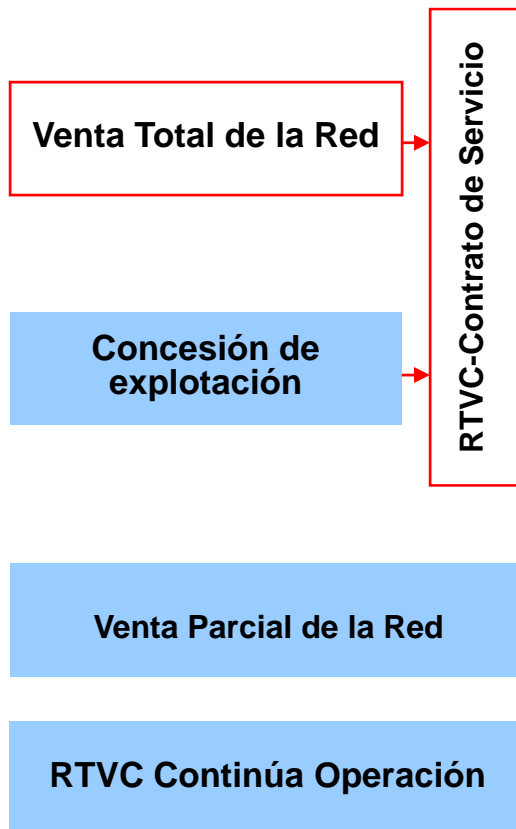 Venta Total de la Red
RTVC-Contrato de Servicio
Concesión de
explotación
Venta Parcial de la Red
RTVC Continúa Operación